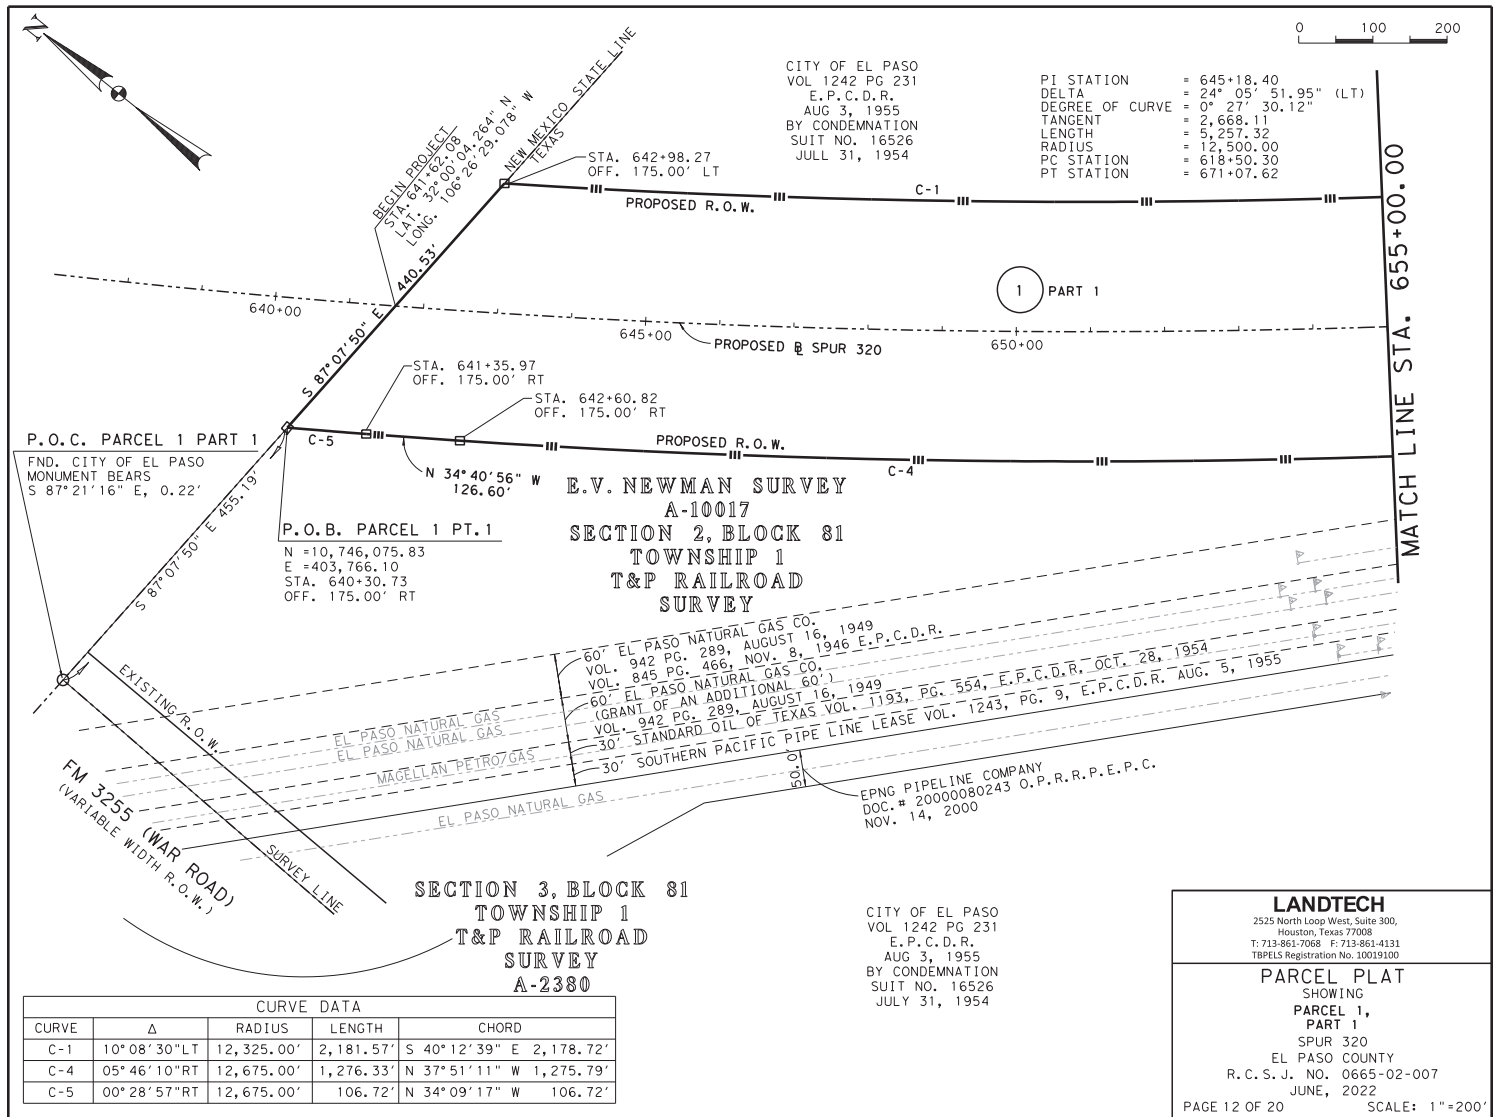 N
0 100 200
NEW MEXICO STATE LINE
TEXAS
BEGIN PROJECT
STA. 641+62.08
LAT. 32°00'04.264" N
LONG. 106°26'29.078" W
CITY OF EL PASO
VOL 1242 PG 231
E.P.C.D.R.
AUG 3, 1955
BY CONDEMNATION
SUIT NO. 16526
JULL 31, 1954
PI STATION = 645+18.40
DELTA = 24° 05' 51.95" (LT)
DEGREE OF CURVE = 0° 27' 30.12"
TANGENT = 2,668.11
LENGTH = 5,257.32
RADIUS = 12,500.00
PC STATION = 618+50.30
PT STATION = 671+07.62
STA. 642+98.27
OFF. 175.00' LT
C-1
PROPOSED R.O.W.
MATCH LINE STA. 655+00.00
S 87°07'50" E 440.53'
1 PART 1
640+00
645+00
650+00
PROPOSED B̲L SPUR 320
STA. 641+35.97
OFF. 175.00' RT
STA. 642+60.82
OFF. 175.00' RT
P.O.C. PARCEL 1 PART 1
FND. CITY OF EL PASO
MONUMENT BEARS
S 87°21'16" E, 0.22'
C-5
PROPOSED R.O.W.
C-4
N 34°40'56" W
126.60'
S 87°07'50" E 455.19'
P.O.B. PARCEL 1 PT.1
N =10,746,075.83
E =403,766.10
STA. 640+30.73
OFF. 175.00' RT
E.V. NEWMAN SURVEY
A-10017
SECTION 2, BLOCK 81
TOWNSHIP 1
T&P RAILROAD
SURVEY
60' EL PASO NATURAL GAS CO.
VOL. 942 PG. 289, AUGUST 16, 1949
VOL. 845 PG. 466, NOV. 8, 1946 E.P.C.D.R.
60' EL PASO NATURAL GAS CO.
(GRANT OF AN ADDITIONAL 60')
VOL. 942 PG. 289, AUGUST 16, 1949
30' STANDARD OIL OF TEXAS VOL. 1193, PG. 554, E.P.C.D.R. OCT. 28, 1954
30' SOUTHERN PACIFIC PIPE LINE LEASE VOL. 1243, PG. 9, E.P.C.D.R. AUG. 5, 1955
EXISTING R.O.W.
EL PASO NATURAL GAS
EL PASO NATURAL GAS
MAGELLAN PETRO/GAS
EL PASO NATURAL GAS
50.0'
EPNG PIPELINE COMPANY
DOC.# 20000080243 O.P.R.R.P.E.P.C.
NOV. 14, 2000
FM 3255 (WAR ROAD)
(VARIABLE WIDTH R.O.W.)
SURVEY LINE
SECTION 3, BLOCK 81
TOWNSHIP 1
T&P RAILROAD
SURVEY
A-2380
CITY OF EL PASO
VOL 1242 PG 231
E.P.C.D.R.
AUG 3, 1955
BY CONDEMNATION
SUIT NO. 16526
JULY 31, 1954
CURVE DATA
CURVE Δ RADIUS LENGTH CHORD
C-1 10°08'30"LT 12,325.00' 2,181.57' S 40°12'39" E 2,178.72'
C-4 05°46'10"RT 12,675.00' 1,276.33' N 37°51'11" W 1,275.79'
C-5 00°28'57"RT 12,675.00' 106.72' N 34°09'17" W 106.72'
LANDTECH
2525 North Loop West, Suite 300,
Houston, Texas 77008
T: 713-861-7068 F: 713-861-4131
TBPELS Registration No. 10019100
PARCEL PLAT
SHOWING
PARCEL 1,
PART 1
SPUR 320
EL PASO COUNTY
R.C.S.J. NO. 0665-02-007
JUNE, 2022
PAGE 12 OF 20 SCALE: 1"=200'